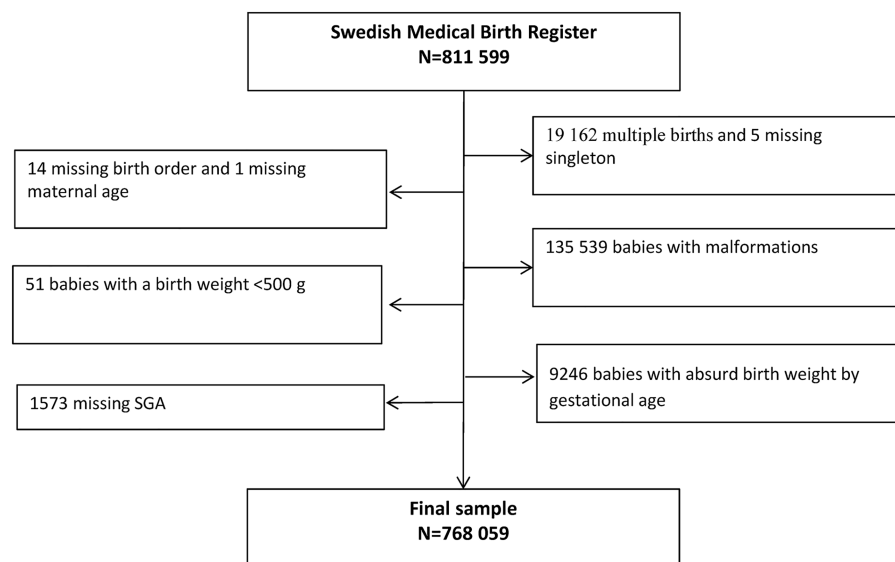 Swedish Medical Birth Register
N=811 599
19 162 multiple births and 5 missing
singleton
14 missing birth order and 1 missing
maternal age
135 539 babies with malformations
51 babies with a birth weight <500 g
9246 babies with absurd birth weight by
gestational age
1573 missing SGA
Final sample
N=768 059